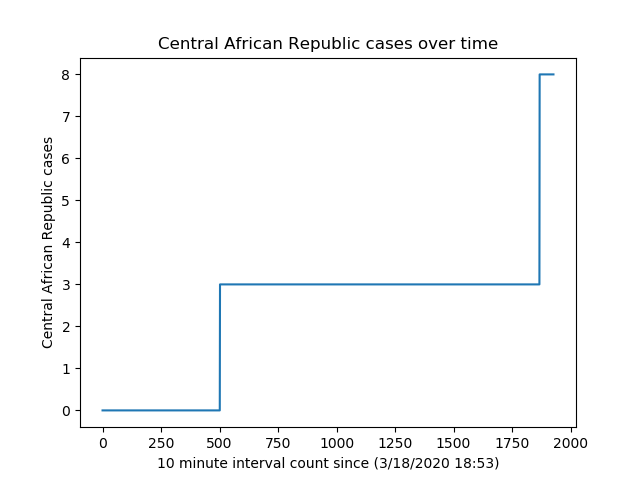 Central African Republic cases over time
8
7
6
5
4
3
2
1
0
Central African Republic cases
0 250 500 750 1000 1250 1500 1750 2000
10 minute interval count since (3/18/2020 18:53)